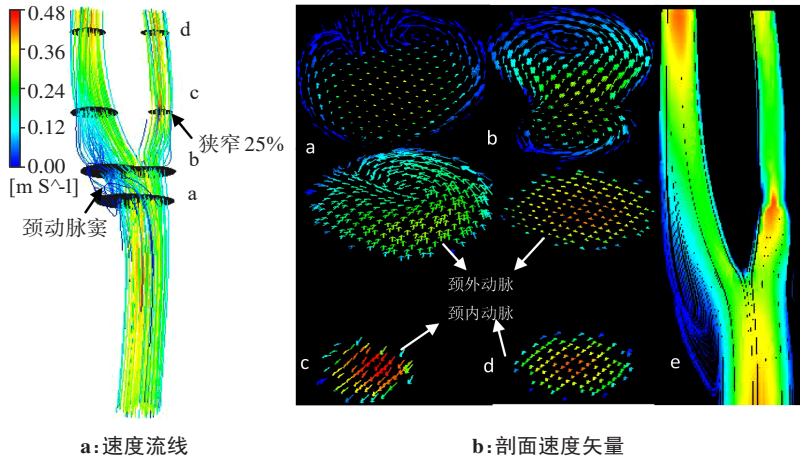 0.48
0.36
0.24
0.12
0.00
[m S^-1]
d
c
狭窄 25%
b
a
颈动脉窦
a
b
颈外动脉
颈内动脉
c
d
e
a:速度流线
b:剖面速度矢量